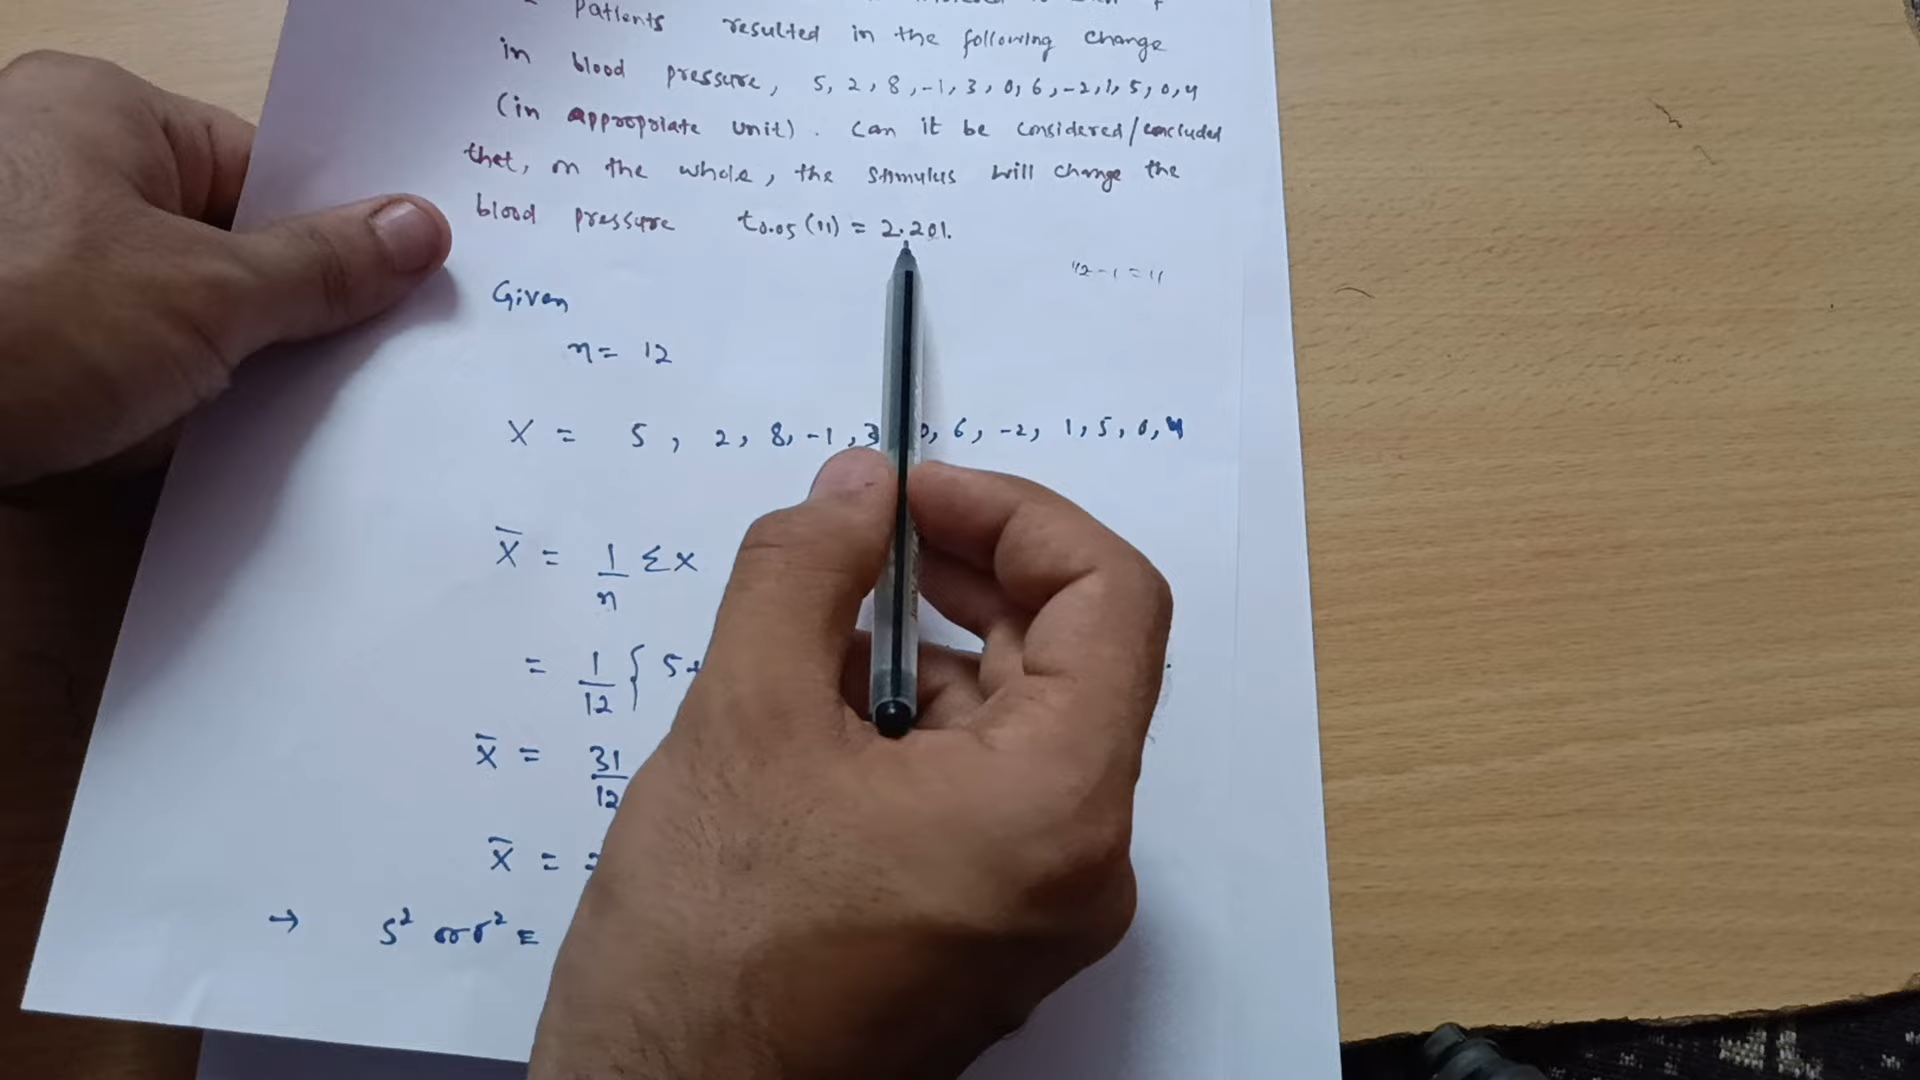 Patients resulted in the following change
in blood pressure, 5, 2, 8, -1, 3, 0, 6, -2, 1, 5, 0, 4
(in appropriate unit). Can it be considered/concluded
that, on the whole, the stimulus will change the
blood pressure t0.05 (11) = 2.201.
12-1 = 11
Given
n = 12
X = 5, 2, 8, -1, 3 0, 6, -2, 1, 5, 0, 4
X̄ = 1/n Σx
= 1/12 { 5+
X̄ = 31/12
X̄ =
→ S² or σ² =